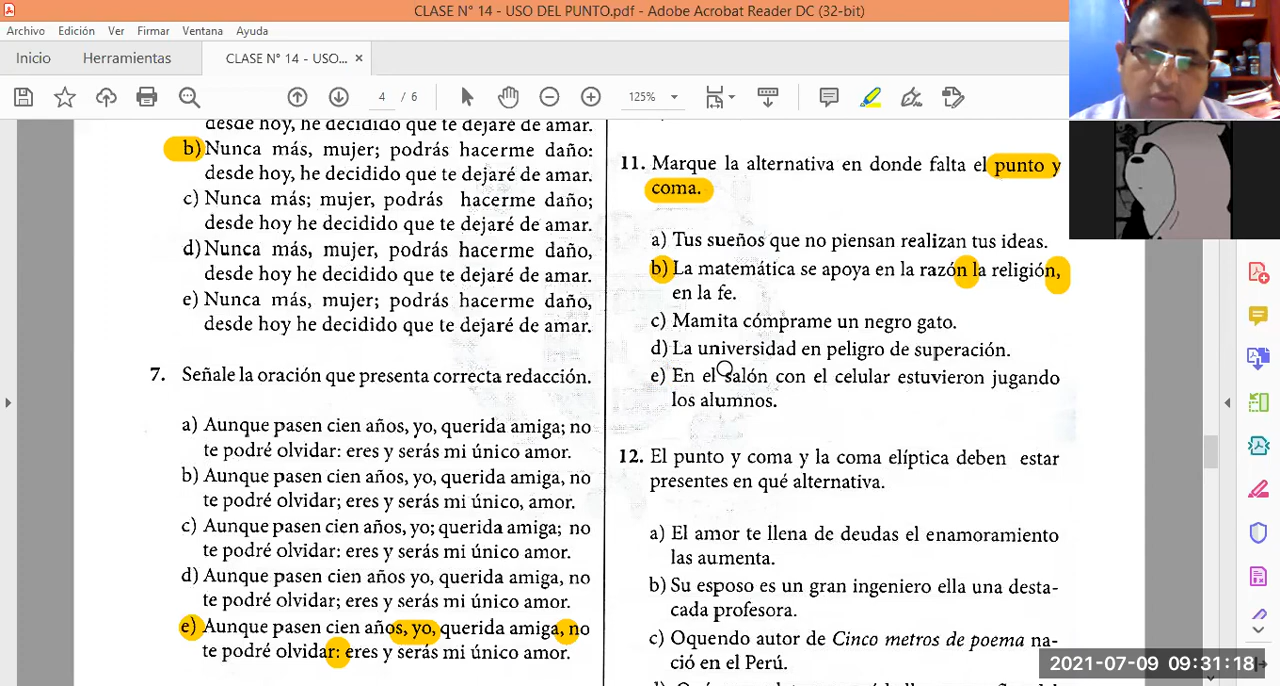 CLASE N° 14 - USO DEL PUNTO.pdf - Adobe Acrobat Reader DC (32-bit)
Archivo Edición Ver Firmar Ventana Ayuda
Inicio Herramientas CLASE N° 14 - USO... ×
4 / 6 125%
desde hoy, he decidido que te dejaré de amar.
b) Nunca más, mujer; podrás hacerme daño:
desde hoy, he decidido que te dejaré de amar.
c) Nunca más; mujer, podrás hacerme daño;
desde hoy he decidido que te dejaré de amar.
d) Nunca más, mujer, podrás hacerme daño,
desde hoy he decidido que te dejaré de amar.
e) Nunca más, mujer; podrás hacerme daño,
desde hoy he decidido que te dejaré de amar.
7. Señale la oración que presenta correcta redacción.
a) Aunque pasen cien años, yo, querida amiga; no
te podré olvidar: eres y serás mi único amor.
b) Aunque pasen cien años, yo, querida amiga, no
te podré olvidar: eres y serás mi único, amor.
c) Aunque pasen cien años, yo; querida amiga; no
te podré olvidar: eres y serás mi único amor.
d) Aunque pasen cien años yo, querida amiga, no
te podré olvidar; eres y serás mi único amor.
e) Aunque pasen cien años, yo, querida amiga, no
te podré olvidar: eres y serás mi único amor.
11. Marque la alternativa en donde falta el punto y
coma.
a) Tus sueños que no piensan realizan tus ideas.
b) La matemática se apoya en la razón la religión,
en la fe.
c) Mamita cómprame un negro gato.
d) La universidad en peligro de superación.
e) En el salón con el celular estuvieron jugando
los alumnos.
12. El punto y coma y la coma elíptica deben estar
presentes en qué alternativa.
a) El amor te llena de deudas el enamoramiento
las aumenta.
b) Su esposo es un gran ingeniero ella una desta-
cada profesora.
c) Oquendo autor de Cinco metros de poema na-
ció en el Perú.
2021-07-09 09:31:18